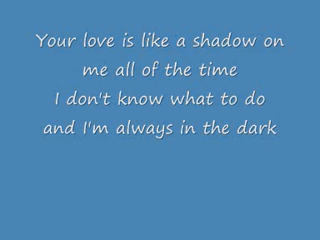 Your love is like a shadow on
me all of the time
I don't know what to do
and I'm always in the dark